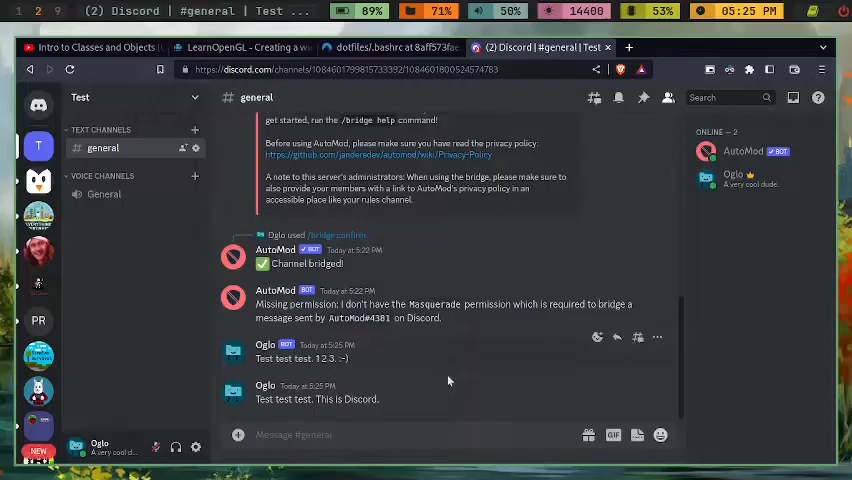 1 2 9 (2) Discord | #general | Test ... 89% 71% 50% 14400 53% 05:25 PM
Intro to Classes and Objects ( LearnOpenGL - Creating a wi dotfiles/.bashrc at 8aff573fae (2) Discord | #general | Test
https://discord.com/channels/1084601799815733392/1084601800524574783
Test
general
Search
TEXT CHANNELS
general
VOICE CHANNELS
General
T
PR
NEW
get started, run the /bridge help command!
Before using AutoMod, please make sure you have read the privacy policy:
https://github.com/janderedev/automod/wiki/Privacy-Policy
A note to this server's administrators: When using the bridge, please make sure to
also provide your members with a link to AutoMod's privacy policy in an
accessible place like your rules channel.
Oglo used /bridge confirm
AutoMod BOT Today at 5:22 PM
Channel bridged!
AutoMod BOT Today at 5:22 PM
Missing permission: I don't have the Masquerade permission which is required to bridge a
message sent by AutoMod#4381 on Discord.
Oglo BOT Today at 5:25 PM
Test test test. 1 2 3. :-)
Oglo Today at 5:25 PM
Test test test. This is Discord.
Message #general
GIF
Oglo
A very cool d...
ONLINE — 2
AutoMod BOT
Oglo
A very cool dude.